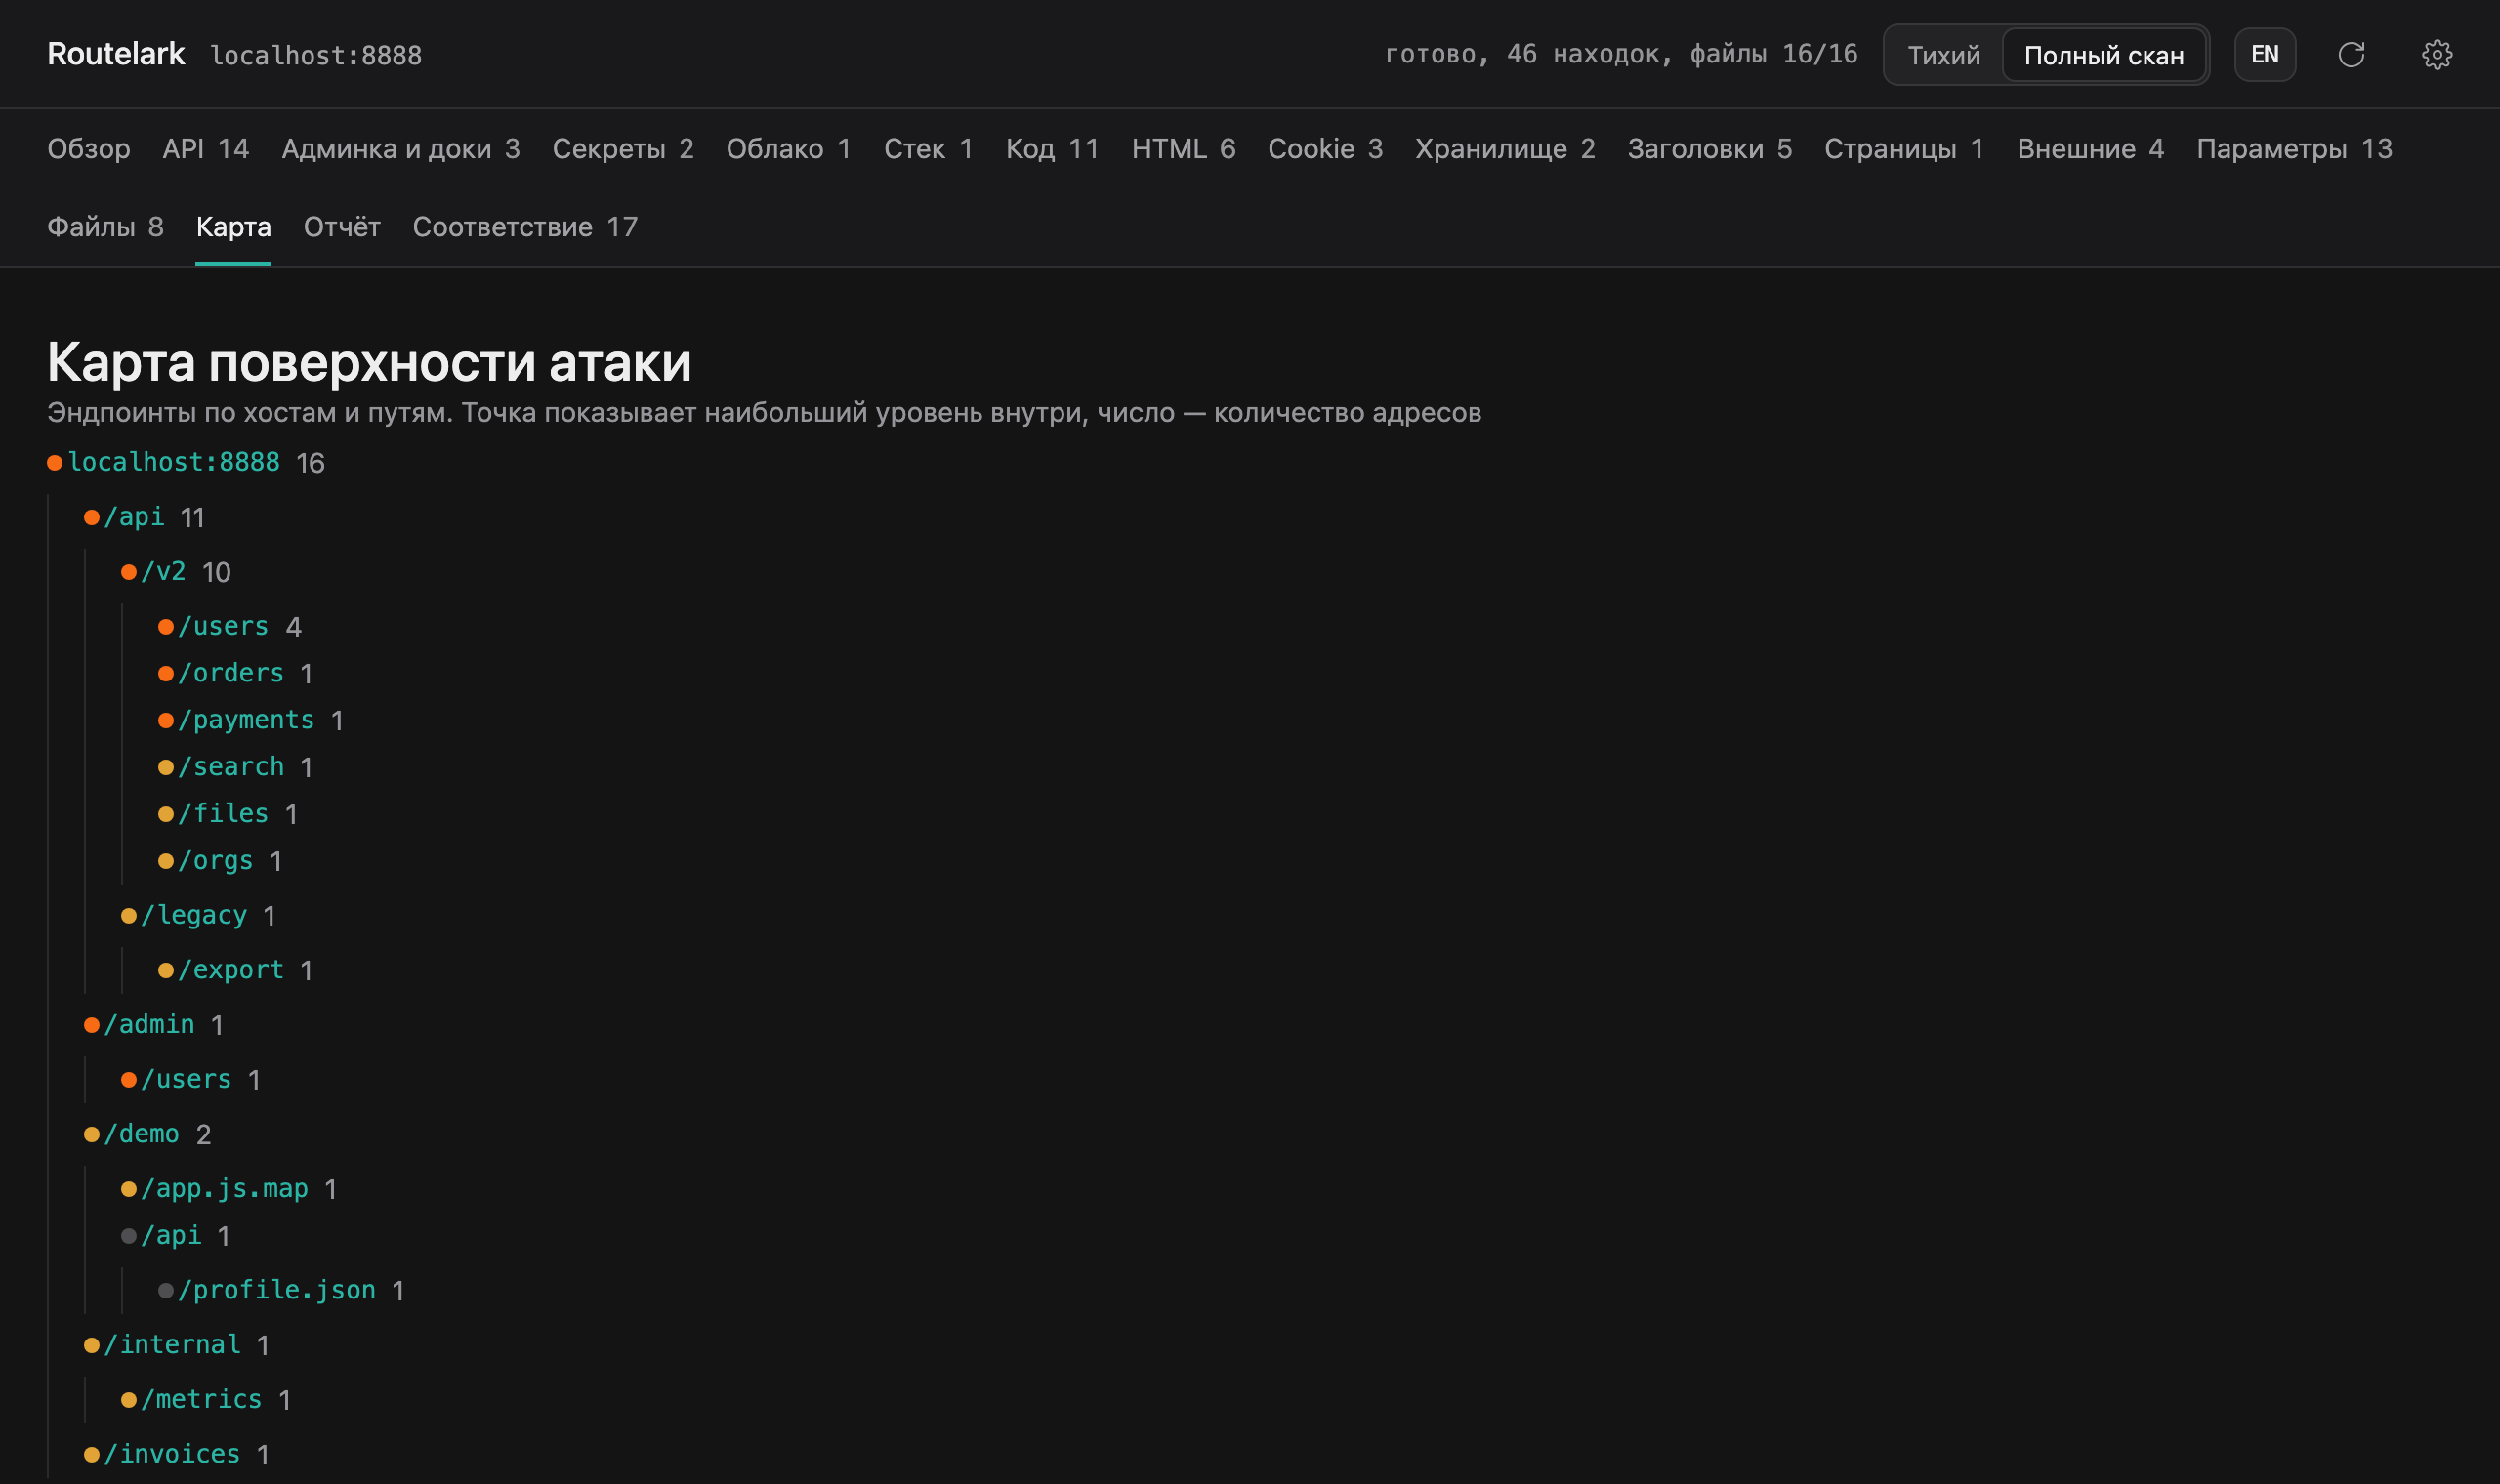 Routelark localhost:8888 готово, 46 находок, файлы 16/16 Тихий Полный скан EN
Обзор API 14 Админка и доки 3 Секреты 2 Облако 1 Стек 1 Код 11 HTML 6 Cookie 3 Хранилище 2 Заголовки 5 Страницы 1 Внешние 4 Параметры 13
Файлы 8 Карта Отчёт Соответствие 17
Карта поверхности атаки
Эндпоинты по хостам и путям. Точка показывает наибольший уровень внутри, число — количество адресов
localhost:8888 16
/api 11
/v2 10
/users 4
/orders 1
/payments 1
/search 1
/files 1
/orgs 1
/legacy 1
/export 1
/admin 1
/users 1
/demo 2
/app.js.map 1
/api 1
/profile.json 1
/internal 1
/metrics 1
/invoices 1